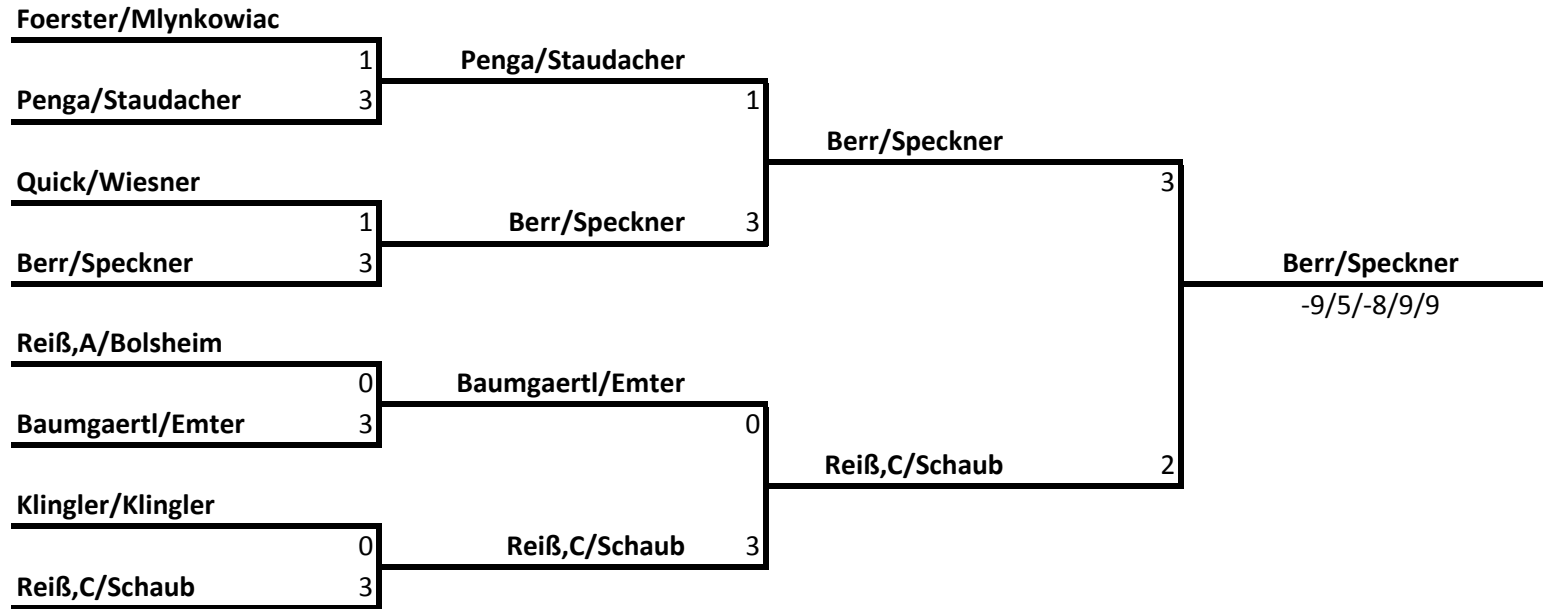 Foerster/Mlynkowiac
1 Penga/Staudacher
Penga/Staudacher 3 1
Berr/Speckner
Quick/Wiesner 3
1 Berr/Speckner 3
Berr/Speckner 3 Berr/Speckner
-9/5/-8/9/9
Reiß,A/Bolsheim
0 Baumgaertl/Emter
Baumgaertl/Emter 3 0
Reiß,C/Schaub 2
Klingler/Klingler
0 Reiß,C/Schaub 3
Reiß,C/Schaub 3